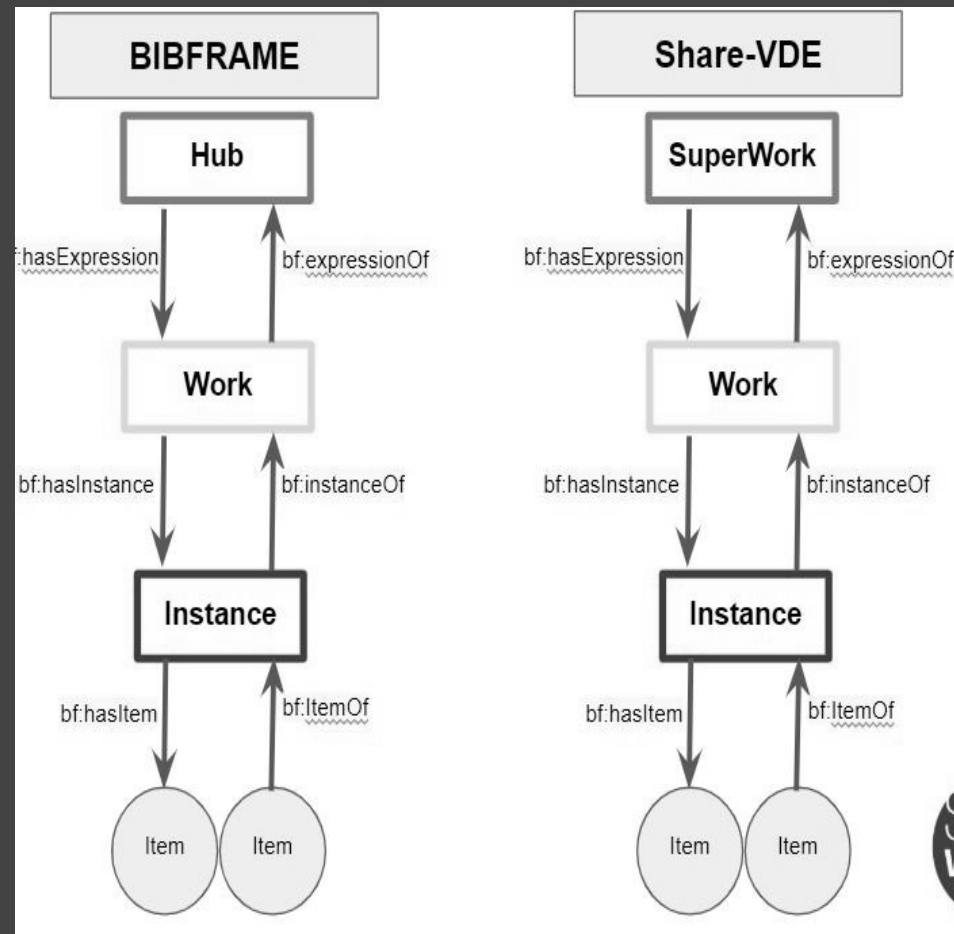 BIBFRAME
Hub
f:hasExpression
bf:expressionOf
Work
bf:hasInstance
bf:instanceOf
Instance
bf:hasItem
bf:ItemOf
Item
Item
Share-VDE
SuperWork
bf:hasExpression
bf:expressionOf
Work
bf:hasInstance
bf:instanceOf
Instance
bf:hasItem
bf:ItemOf
Item
Item